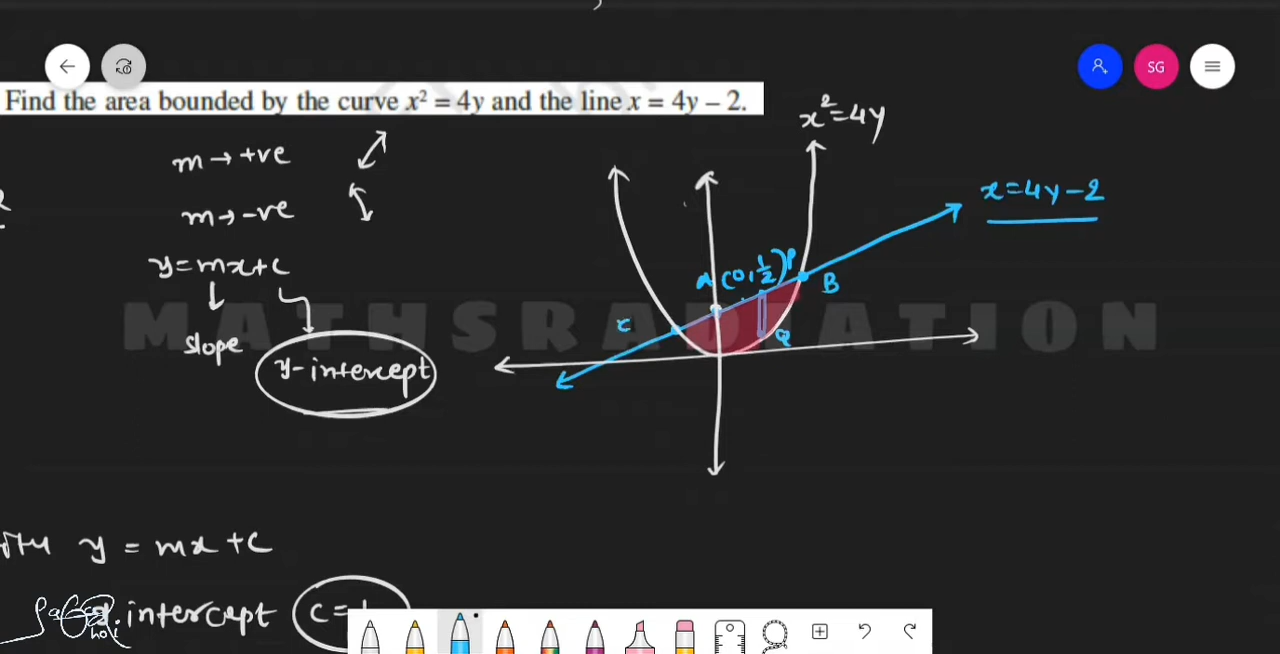 SG
Find the area bounded by the curve x² = 4y and the line x = 4y – 2.
x²=4y
m → +ve
x=4y-2
m → -ve
y=mx+c
A (0,1/2) P
B
C
Q
MATHSRADIATION
slope
y-intercept
y = mx+c
intercept c=